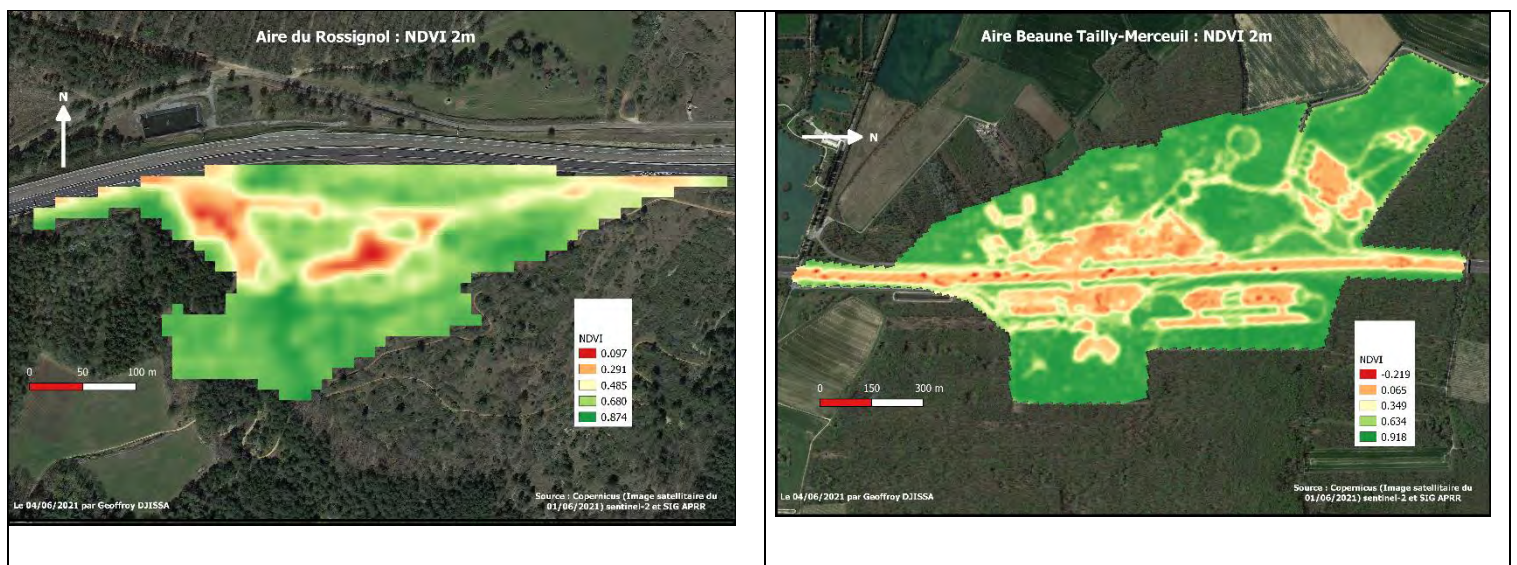 Aire du Rossignol : NDVI 2m
N
NDVI
0.097
0.291
0.485
0.680
0.874
0 50 100 m
Le 04/06/2021 par Geoffroy DJISSA
Source : Copernicus (Image satellitaire du
01/06/2021) sentinel-2 et SIG APRR
Aire Beaune Tailly-Merceuil : NDVI 2m
N
NDVI
-0.219
0.065
0.349
0.634
0.918
0 150 300 m
Le 04/06/2021 par Geoffroy DJISSA
Source : Copernicus (Image satellitaire du
01/06/2021) sentinel-2 et SIG APRR